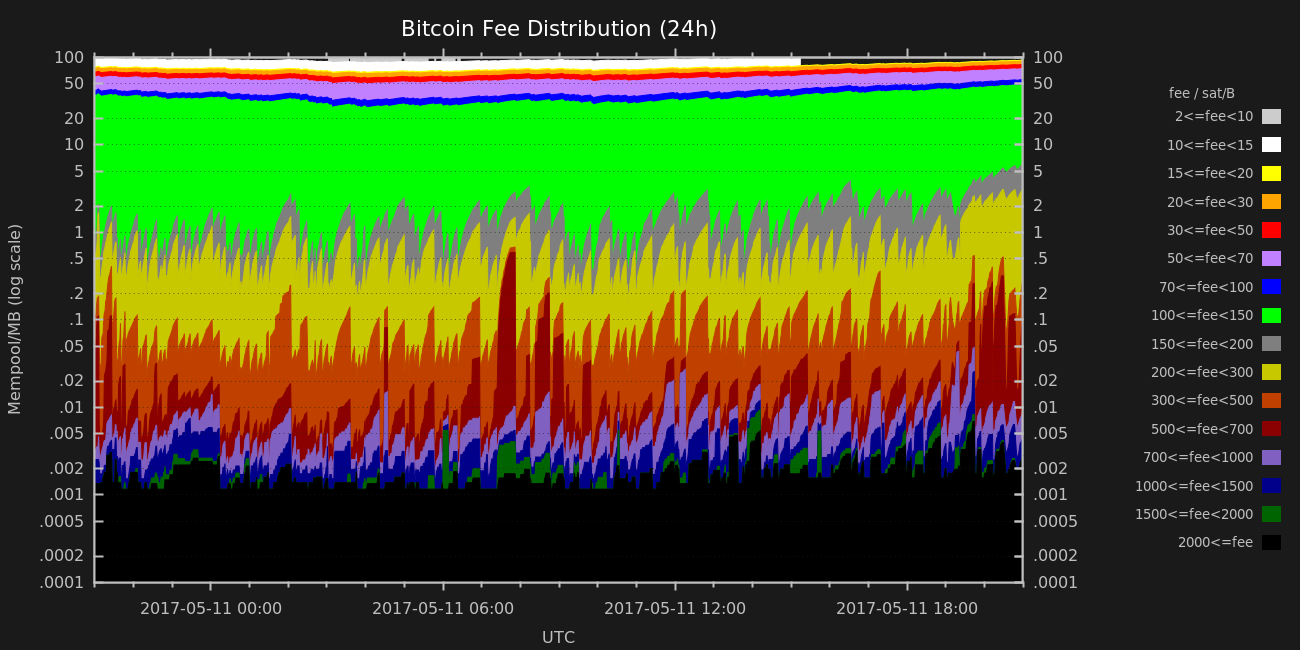 Bitcoin Fee Distribution (24h)
Mempool/MB (log scale)
100
50
20
10
5
2
1
.5
.2
.1
.05
.02
.01
.005
.002
.001
.0005
.0002
.0001
100
50
20
10
5
2
1
.5
.2
.1
.05
.02
.01
.005
.002
.001
.0005
.0002
.0001
2017-05-11 00:00
2017-05-11 06:00
2017-05-11 12:00
2017-05-11 18:00
UTC
fee / sat/B
2<=fee<10
10<=fee<15
15<=fee<20
20<=fee<30
30<=fee<50
50<=fee<70
70<=fee<100
100<=fee<150
150<=fee<200
200<=fee<300
300<=fee<500
500<=fee<700
700<=fee<1000
1000<=fee<1500
1500<=fee<2000
2000<=fee